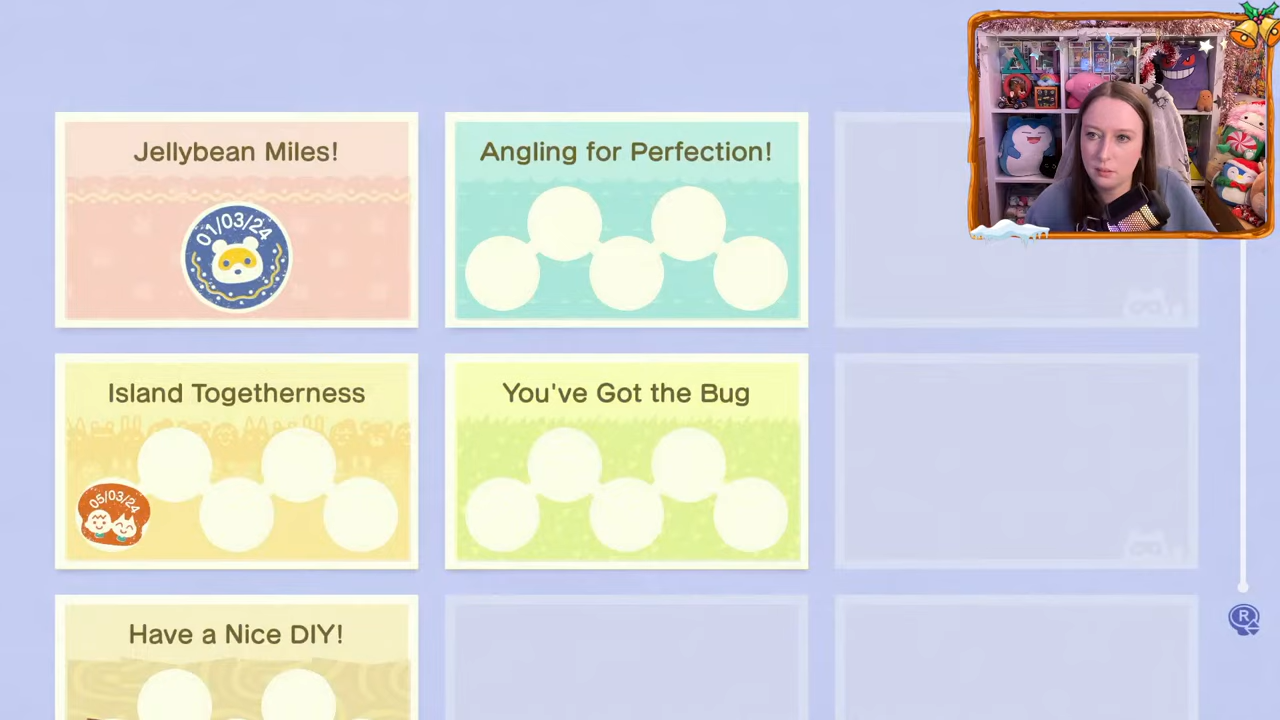 Jellybean Miles!
01/03/24
Angling for Perfection!
Island Togetherness
05/03/24
You've Got the Bug
Have a Nice DIY!
R